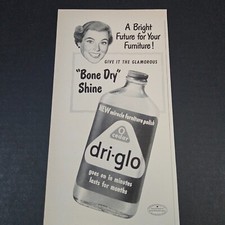 A Bright
Future for Your
Furniture!
GIVE IT THE GLAMOROUS
"Bone Dry"
Shine
NEW miracle furniture polish
O
Cedar
dri-glo
goes on in minutes
lasts for months